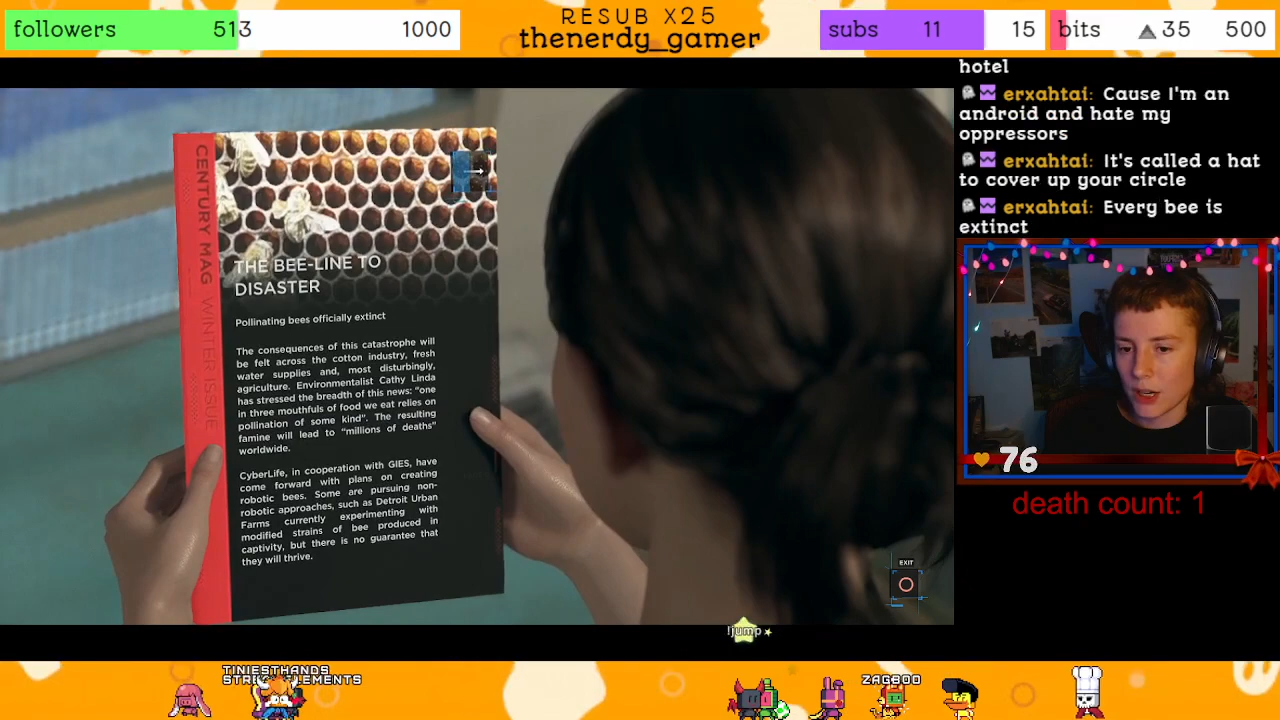 followers 513 1000
RESUB X25
thenerdy_gamer
subs 11 15
bits 35 500
hotel
erxahtai: Cause I'm an
android and hate my
oppressors
erxahtai: It's called a hat
to cover up your circle
erxahtai: Every bee is
extinct
CENTURY MAG WINTER ISSUE
THE BEE-LINE TO
DISASTER
Pollinating bees officially extinct
The consequences of this catastrophe will
be felt across the cotton industry, fresh
water supplies and, most disturbingly,
agriculture. Environmentalist Cathy Linda
has stressed the breadth of this news: "one
in three mouthfuls of food we eat relies on
pollination of some kind". The resulting
famine will lead to "millions of deaths"
worldwide.
CyberLife, in cooperation with GIES, have
come forward with plans on creating
robotic bees. Some are pursuing non-
robotic approaches, such as Detroit Urban
Farms currently experimenting with
modified strains of bee produced in
captivity, but there is no guarantee that
they will thrive.
EXIT
76
death count: 1
!jump
TINIESTHANDS
STREAMELEMENTS
ZAGBOO